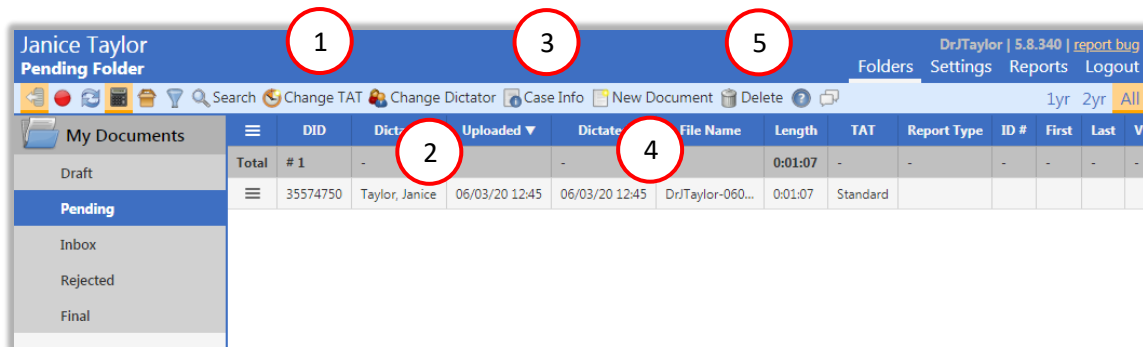 Janice Taylor
Pending Folder
1
3
5
DrJTaylor | 5.8.340 | report bug
Folders Settings Reports Logout
Search Change TAT Change Dictator Case Info New Document Delete 1yr 2yr All
My Documents
Draft
Pending
Inbox
Rejected
Final
DID Dicta Uploaded ▼ Dictate File Name Length TAT Report Type ID # First Last V
2
4
Total # 1 - - 0:01:07 - - - - - -
35574750 Taylor, Janice 06/03/20 12:45 06/03/20 12:45 DrJTaylor-060... 0:01:07 Standard